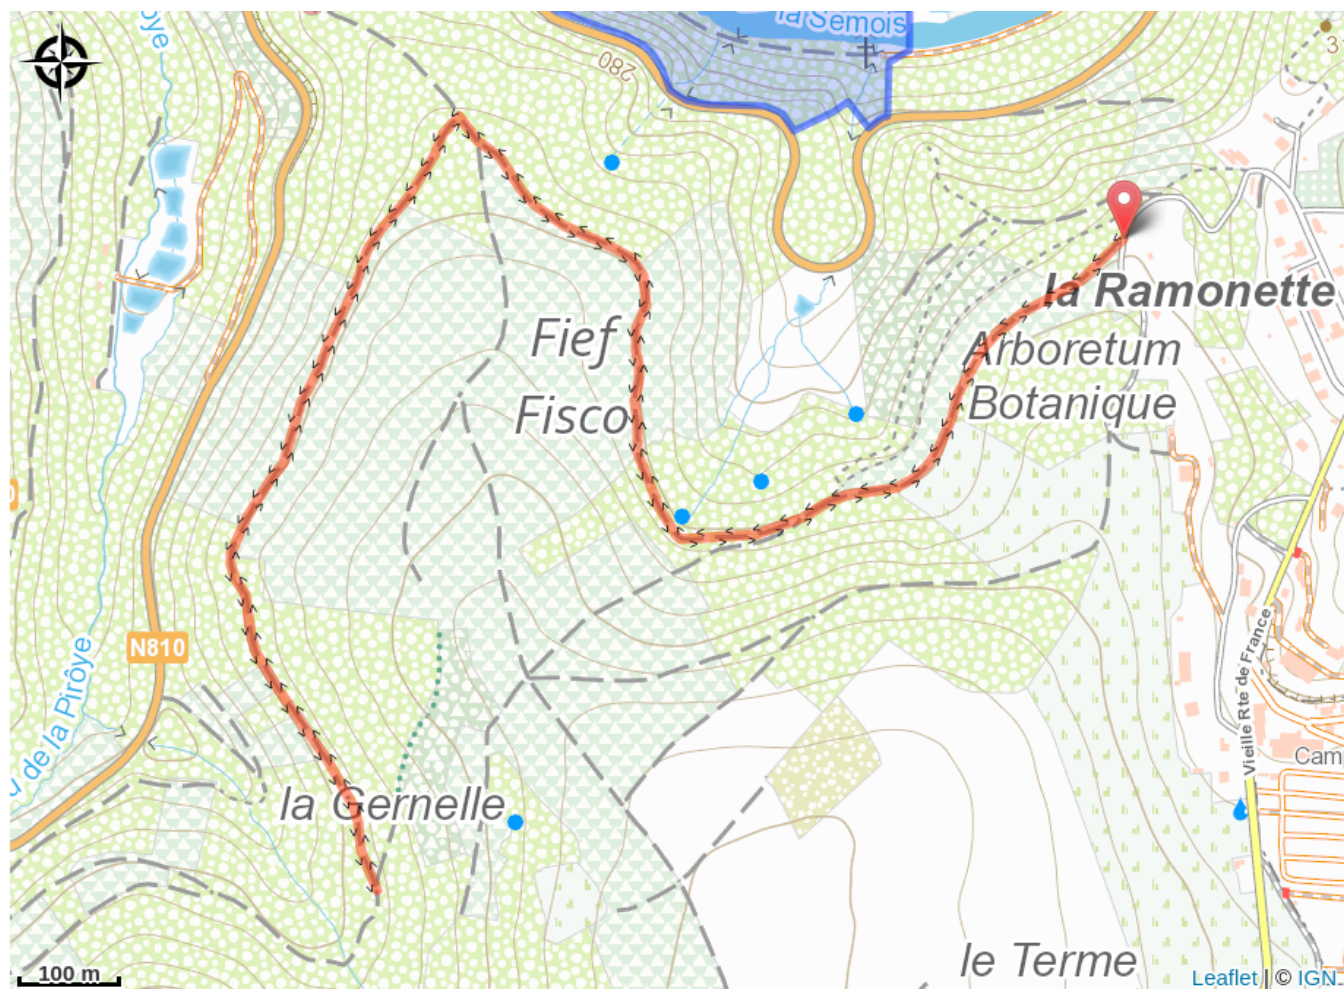 la Semois
280
la Ramonette
Fief
Fisco
Arboretum
Botanique
N810
Vieille Rte de France
u de la Pirôye
la Gernelle
Cam
le Terme
100 m
Leaflet | © IGN